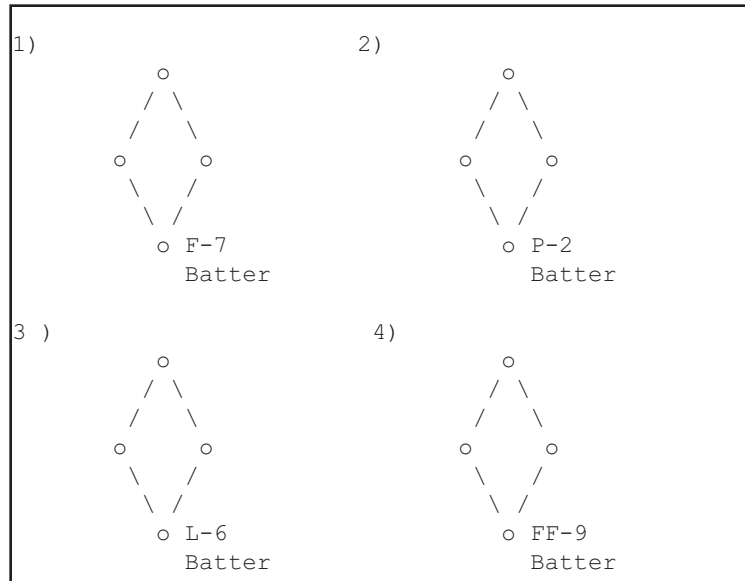 1) 2)
o o
/ \ / \
/ \ / \
o o o o
\ / \ /
\ / \ /
o F-7 o P-2
Batter Batter
3 ) 4)
o o
/ \ / \
/ \ / \
o o o o
\ / \ /
\ / \ /
o L-6 o FF-9
Batter Batter